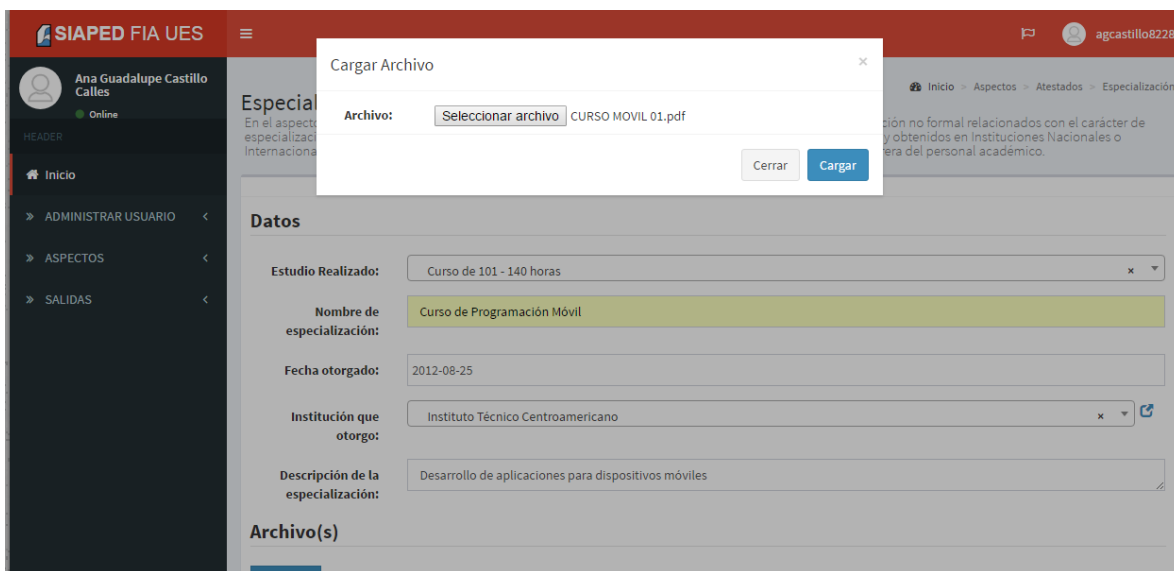 SIAPED FIA UES
agcastillo8228
Ana Guadalupe Castillo
Calles
Online
HEADER
Inicio
ADMINISTRAR USUARIO
ASPECTOS
SALIDAS
Cargar Archivo
×
Archivo:
Seleccionar archivo CURSO MOVIL 01.pdf
Cerrar
Cargar
Inicio > Aspectos > Atestados > Especialización
Especial
En el aspecto
ción no formal relacionados con el carácter de
especializaci
y obtenidos en Instituciones Nacionales o
Internaciona
rera del personal académico.
Datos
Estudio Realizado:
Curso de 101 - 140 horas
×
Nombre de
especialización:
Curso de Programación Móvil
Fecha otorgado:
2012-08-25
Institución que
otorgo:
Instituto Técnico Centroamericano
×
Descripción de la
especialización:
Desarrollo de aplicaciones para dispositivos móviles
Archivo(s)